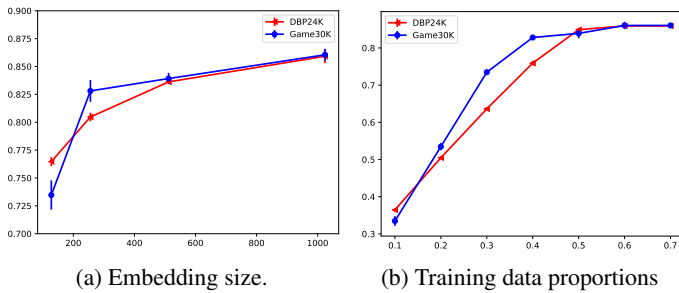 0.900
0.875
0.850
0.825
0.800
0.775
0.750
0.725
0.700
200 400 600 800 1000
DBP24K
Game30K
(a) Embedding size.
0.8
0.7
0.6
0.5
0.4
0.3
0.1 0.2 0.3 0.4 0.5 0.6 0.7
DBP24K
Game30K
(b) Training data proportions